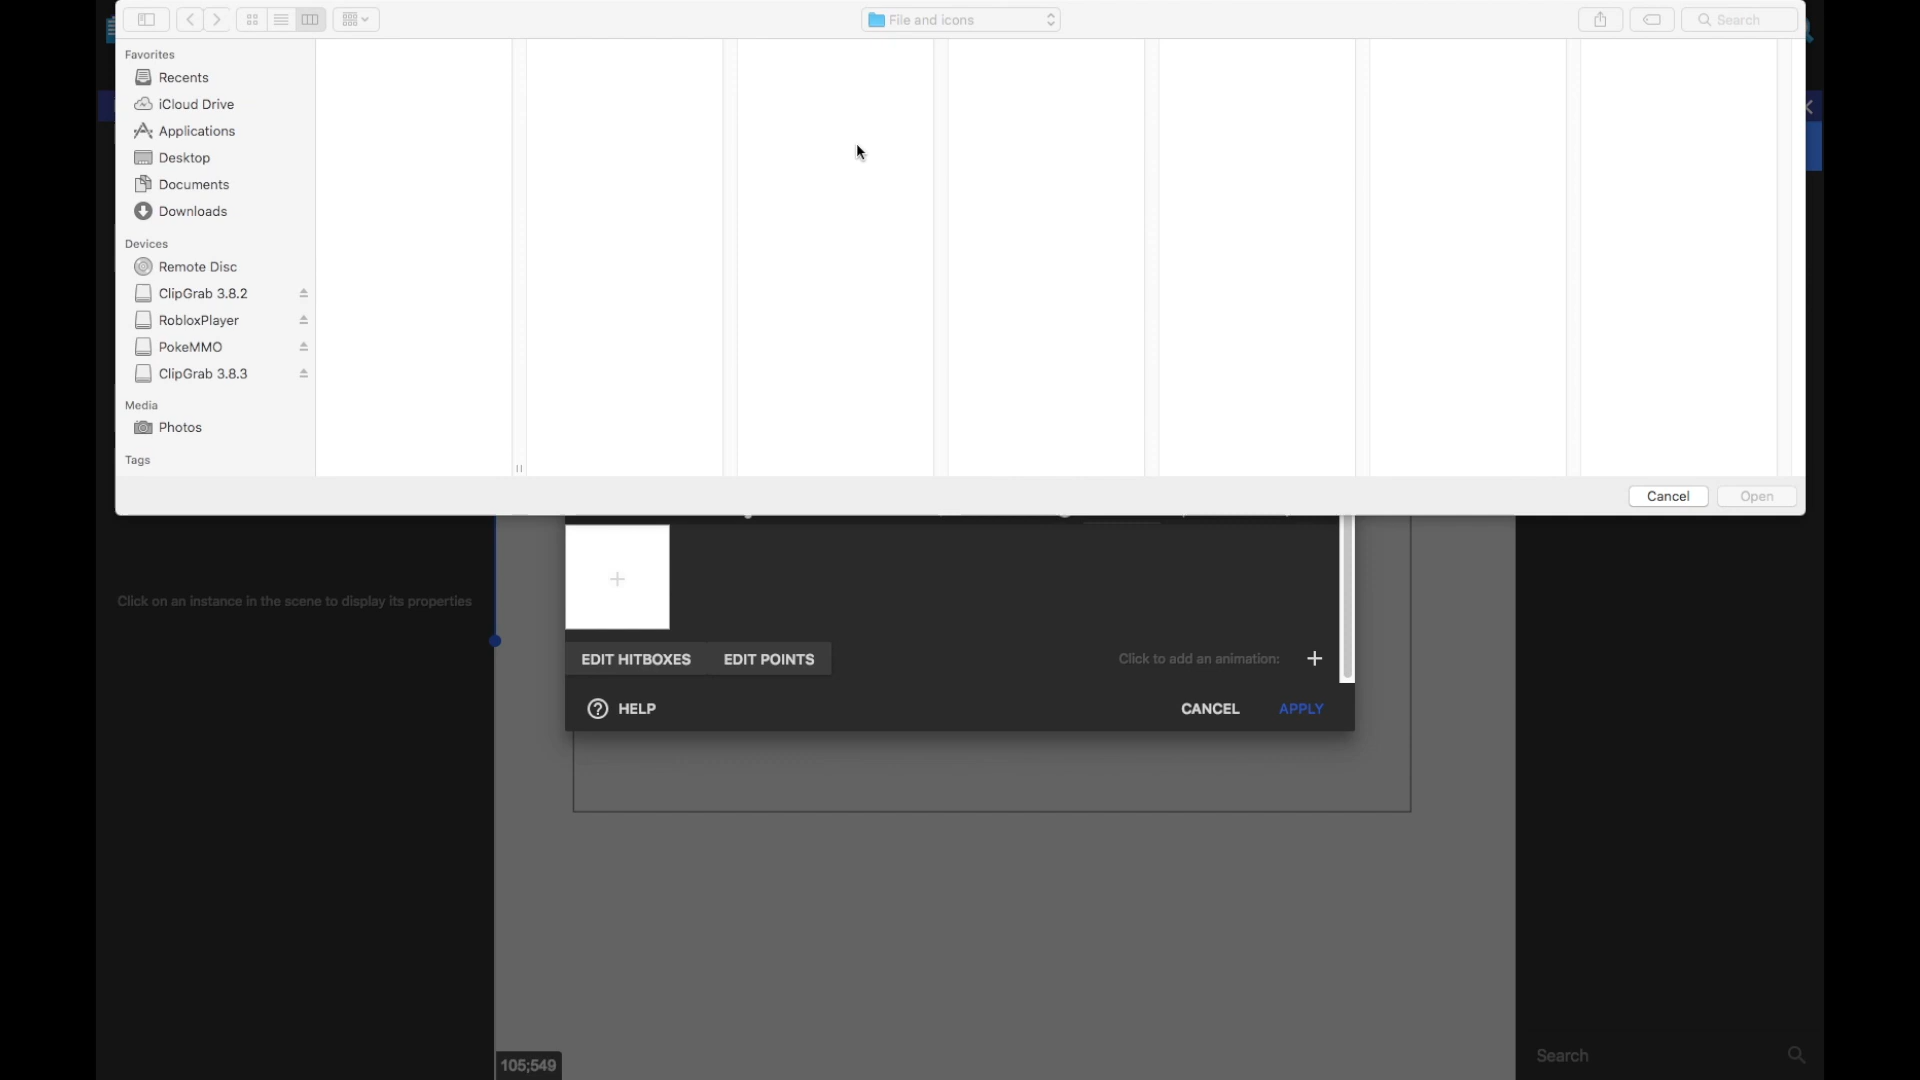 File and icons
Search
Favorites
Recents
iCloud Drive
Applications
Desktop
Documents
Downloads
Devices
Remote Disc
ClipGrab 3.8.2
RobloxPlayer
PokeMMO
ClipGrab 3.8.3
Media
Photos
Tags
Cancel
Open
Click on an instance in the scene to display its properties
EDIT HITBOXES
EDIT POINTS
Click to add an animation:
HELP
CANCEL
APPLY
105;549
Search